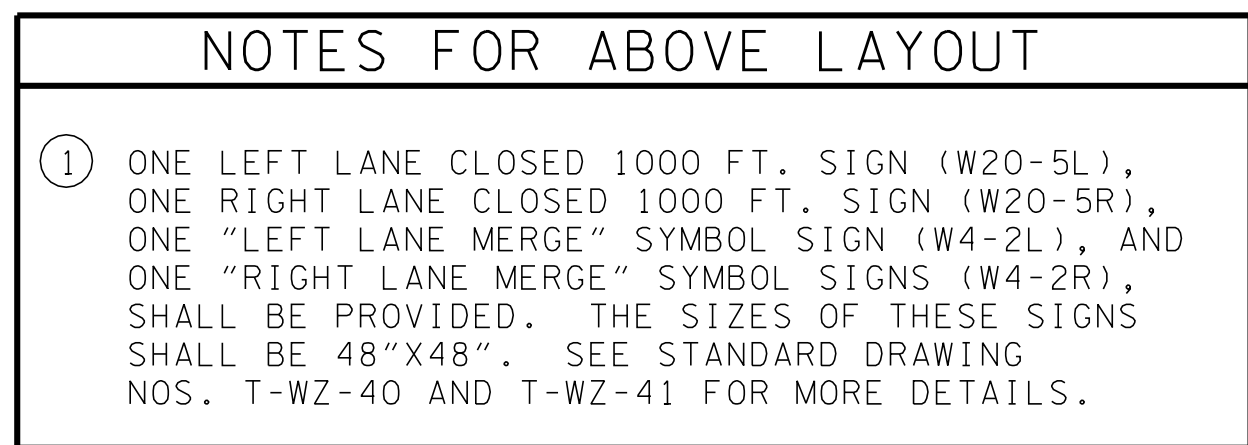 NOTES FOR ABOVE LAYOUT
1 ONE LEFT LANE CLOSED 1000 FT. SIGN (W20-5L),
ONE RIGHT LANE CLOSED 1000 FT. SIGN (W20-5R),
ONE "LEFT LANE MERGE" SYMBOL SIGN (W4-2L), AND
ONE "RIGHT LANE MERGE" SYMBOL SIGNS (W4-2R),
SHALL BE PROVIDED. THE SIZES OF THESE SIGNS
SHALL BE 48"X48". SEE STANDARD DRAWING
NOS. T-WZ-40 AND T-WZ-41 FOR MORE DETAILS.